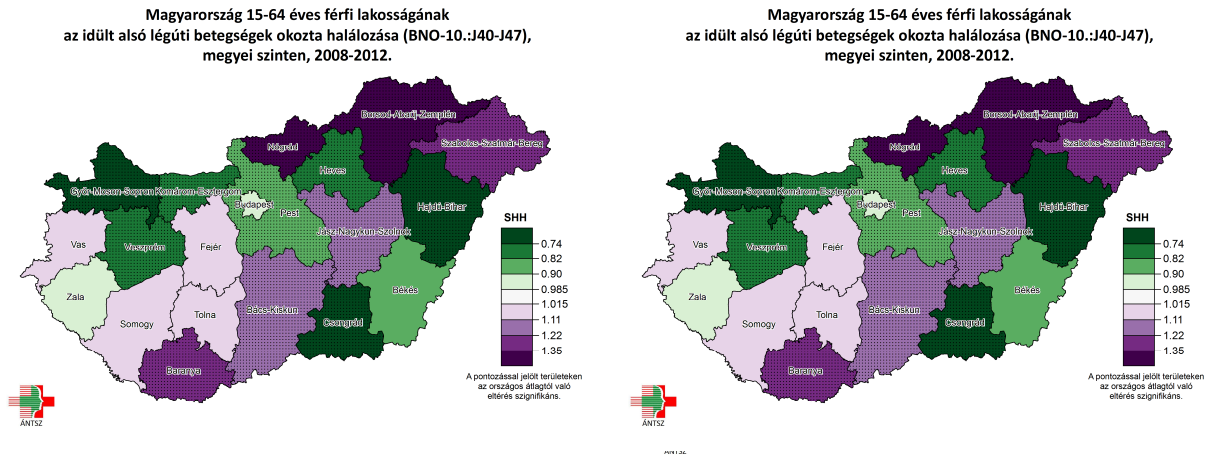 Magyarország 15-64 éves férfi lakosságának
az idült alsó légúti betegségek okozta halálozása (BNO-10.:J40-J47),
megyei szinten, 2008-2012.
Borsod-Abaúj-Zemplén
Szabolcs-Szatmár-Bereg
Nógrád
Heves
Győr-Moson-Sopron
Komárom-Esztergom
Budapest
Pest
Hajdú-Bihar
Jász-Nagykun-Szolnok
Vas
Veszprém
Fejér
Zala
Békés
Somogy
Tolna
Bács-Kiskun
Csongrád
Baranya
SHH
0.74
0.82
0.90
0.985
1.015
1.11
1.22
1.35
A pontozással jelölt területeken
az országos átlagtól való
eltérés szignifikáns.
ÁNTSZ
Magyarország 15-64 éves férfi lakosságának
az idült alsó légúti betegségek okozta halálozása (BNO-10.:J40-J47),
megyei szinten, 2008-2012.
Borsod-Abaúj-Zemplén
Szabolcs-Szatmár-Bereg
Nógrád
Heves
Győr-Moson-Sopron
Komárom-Esztergom
Budapest
Pest
Hajdú-Bihar
Jász-Nagykun-Szolnok
Vas
Veszprém
Fejér
Zala
Békés
Somogy
Tolna
Bács-Kiskun
Csongrád
Baranya
SHH
0.74
0.82
0.90
0.985
1.015
1.11
1.22
1.35
A pontozással jelölt területeken
az országos átlagtól való
eltérés szignifikáns.
ÁNTSZ